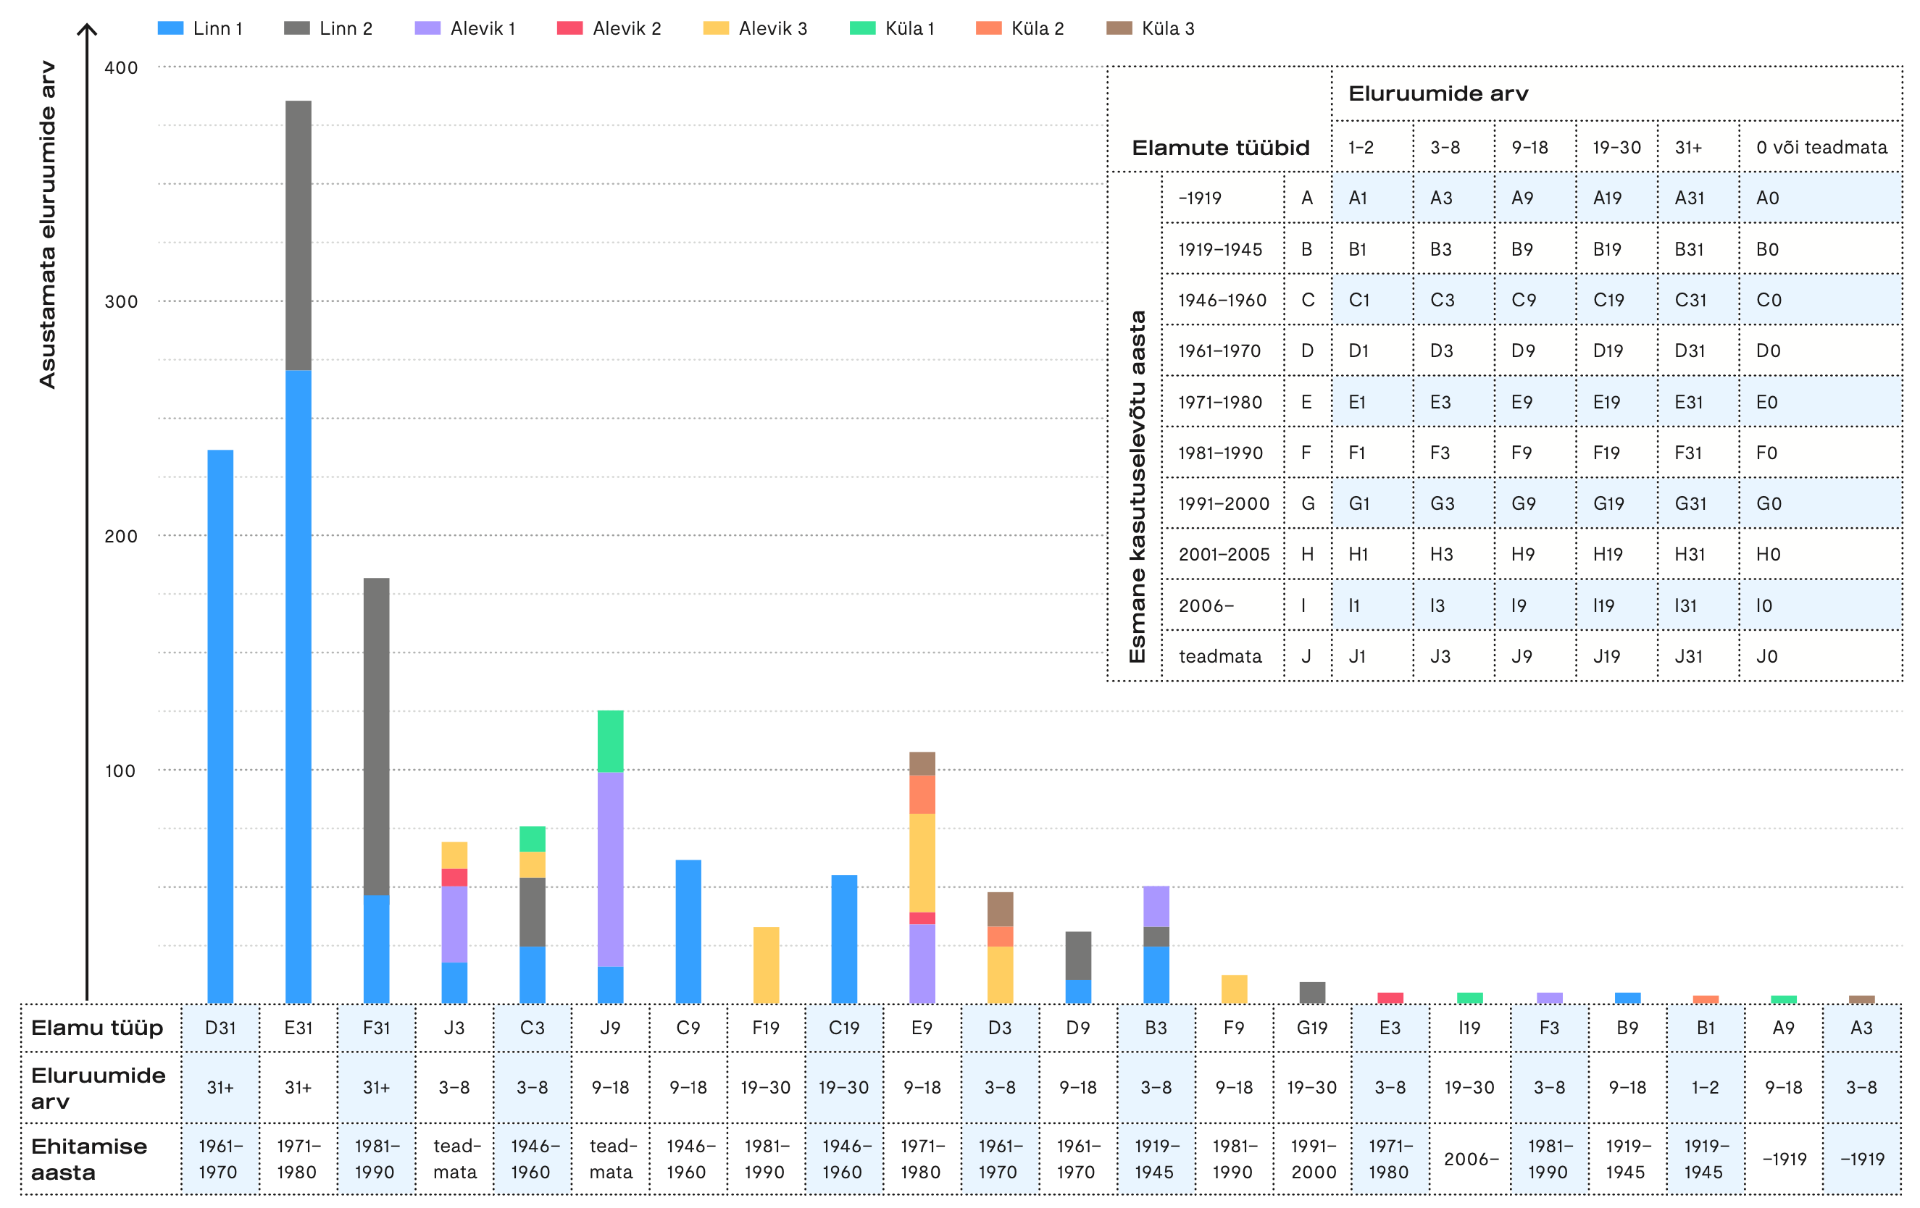 Linn 1 Linn 2 Alevik 1 Alevik 2 Alevik 3 Küla 1 Küla 2 Küla 3
Asustamata eluruumide arv
400
300
200
100
Eluruumide arv
Elamute tüübid 1–2 3–8 9–18 19–30 31+ 0 või teadmata
Esmane kasutuselevõtu aasta
–1919 A A1 A3 A9 A19 A31 A0
1919–1945 B B1 B3 B9 B19 B31 B0
1946–1960 C C1 C3 C9 C19 C31 C0
1961–1970 D D1 D3 D9 D19 D31 D0
1971–1980 E E1 E3 E9 E19 E31 E0
1981–1990 F F1 F3 F9 F19 F31 F0
1991–2000 G G1 G3 G9 G19 G31 G0
2001–2005 H H1 H3 H9 H19 H31 H0
2006– I I1 I3 I9 I19 I31 I0
teadmata J J1 J3 J9 J19 J31 J0
Elamu tüüp D31 E31 F31 J3 C3 J9 C9 F19 C19 E9 D3 D9 B3 F9 G19 E3 I19 F3 B9 B1 A9 A3
Eluruumide
arv
31+ 31+ 31+ 3–8 3–8 9–18 9–18 19–30 19–30 9–18 3–8 9–18 3–8 9–18 19–30 3–8 19–30 3–8 9–18 1–2 9–18 3–8
Ehitamise
aasta
1961– 1971– 1981– tead- 1946– tead- 1946– 1981– 1946– 1971– 1961– 1961– 1919– 1981– 1991– 1971– 2006– 1981– 1919– 1919– –1919 –1919
1970 1980 1990 mata 1960 mata 1960 1990 1960 1980 1970 1970 1945 1990 2000 1980 1990 1945 1945